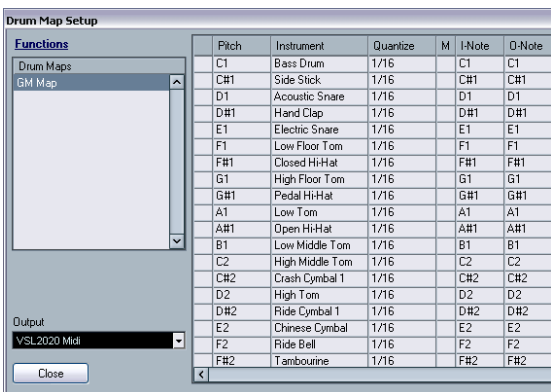 Drum Map Setup
Functions
Drum Maps
GM Map
Output
VSL2020 Midi
Close
Pitch Instrument Quantize M I-Note O-Note
C1 Bass Drum 1/16 C1 C1
C#1 Side Stick 1/16 C#1 C#1
D1 Acoustic Snare 1/16 D1 D1
D#1 Hand Clap 1/16 D#1 D#1
E1 Electric Snare 1/16 E1 E1
F1 Low Floor Tom 1/16 F1 F1
F#1 Closed Hi-Hat 1/16 F#1 F#1
G1 High Floor Tom 1/16 G1 G1
G#1 Pedal Hi-Hat 1/16 G#1 G#1
A1 Low Tom 1/16 A1 A1
A#1 Open Hi-Hat 1/16 A#1 A#1
B1 Low Middle Tom 1/16 B1 B1
C2 High Middle Tom 1/16 C2 C2
C#2 Crash Cymbal 1 1/16 C#2 C#2
D2 High Tom 1/16 D2 D2
D#2 Ride Cymbal 1 1/16 D#2 D#2
E2 Chinese Cymbal 1/16 E2 E2
F2 Ride Bell 1/16 F2 F2
F#2 Tambourine 1/16 F#2 F#2